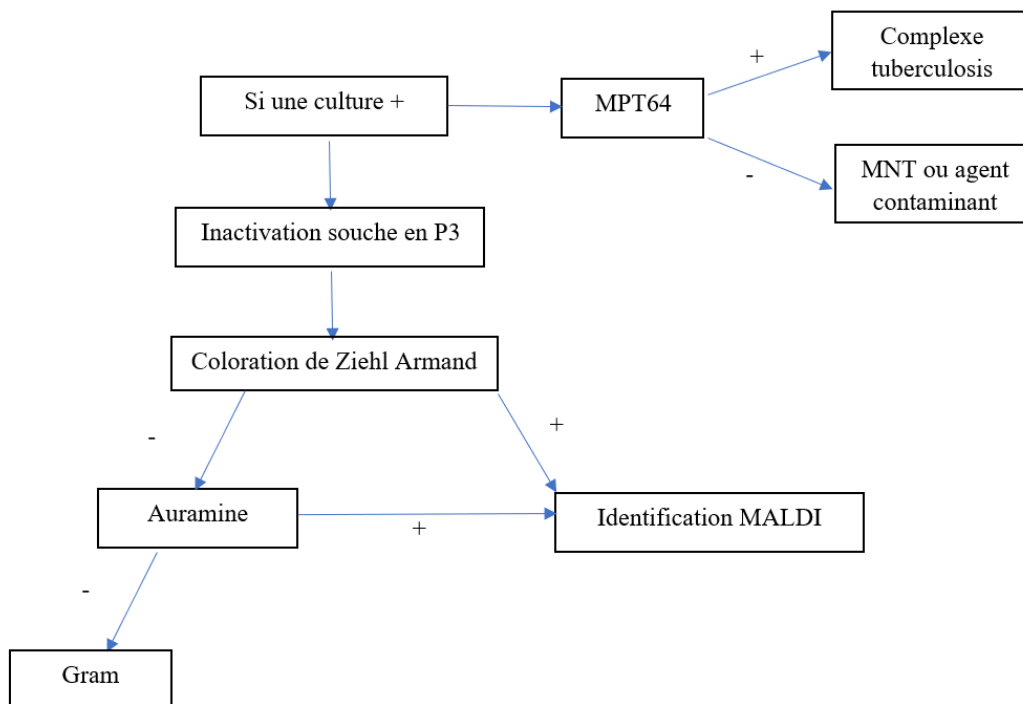 Complexe
tuberculosis
+
Si une culture +
MPT64
-
MNT ou agent
contaminant
Inactivation souche en P3
Coloration de Ziehl Armand
-
+
Auramine
+
Identification MALDI
-
Gram